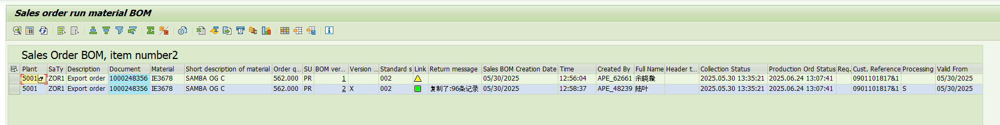 Sales order run material BOM
Sales Order BOM, item number2
Plant SaTy Description Document Material Short description of material Order q... SU BOM ver... Version ... Standard s Link Return message Sales BOM Creation Date Time Created By Full Name Header t... Collection Status Production Ord Status Req. Cust. Reference Processing Valid From
5001 ZOR1 Export order 1000248356 IE3678 SAMBA OG C 562.000 PR 1 002 05/30/2025 12:56:04 APE_62661 余晓璇 2025.05.30 13:35:21 2025.06.24 13:07:41 0901101817&1 05/30/2025
5001 ZOR1 Export order 1000248356 IE3678 SAMBA OG C 562.000 PR 2 X 002 复制了:96条记录 05/30/2025 12:58:37 APE_48239 陆叶 2025.05.30 13:35:21 2025.06.24 13:07:41 0901101817&1 S 05/30/2025